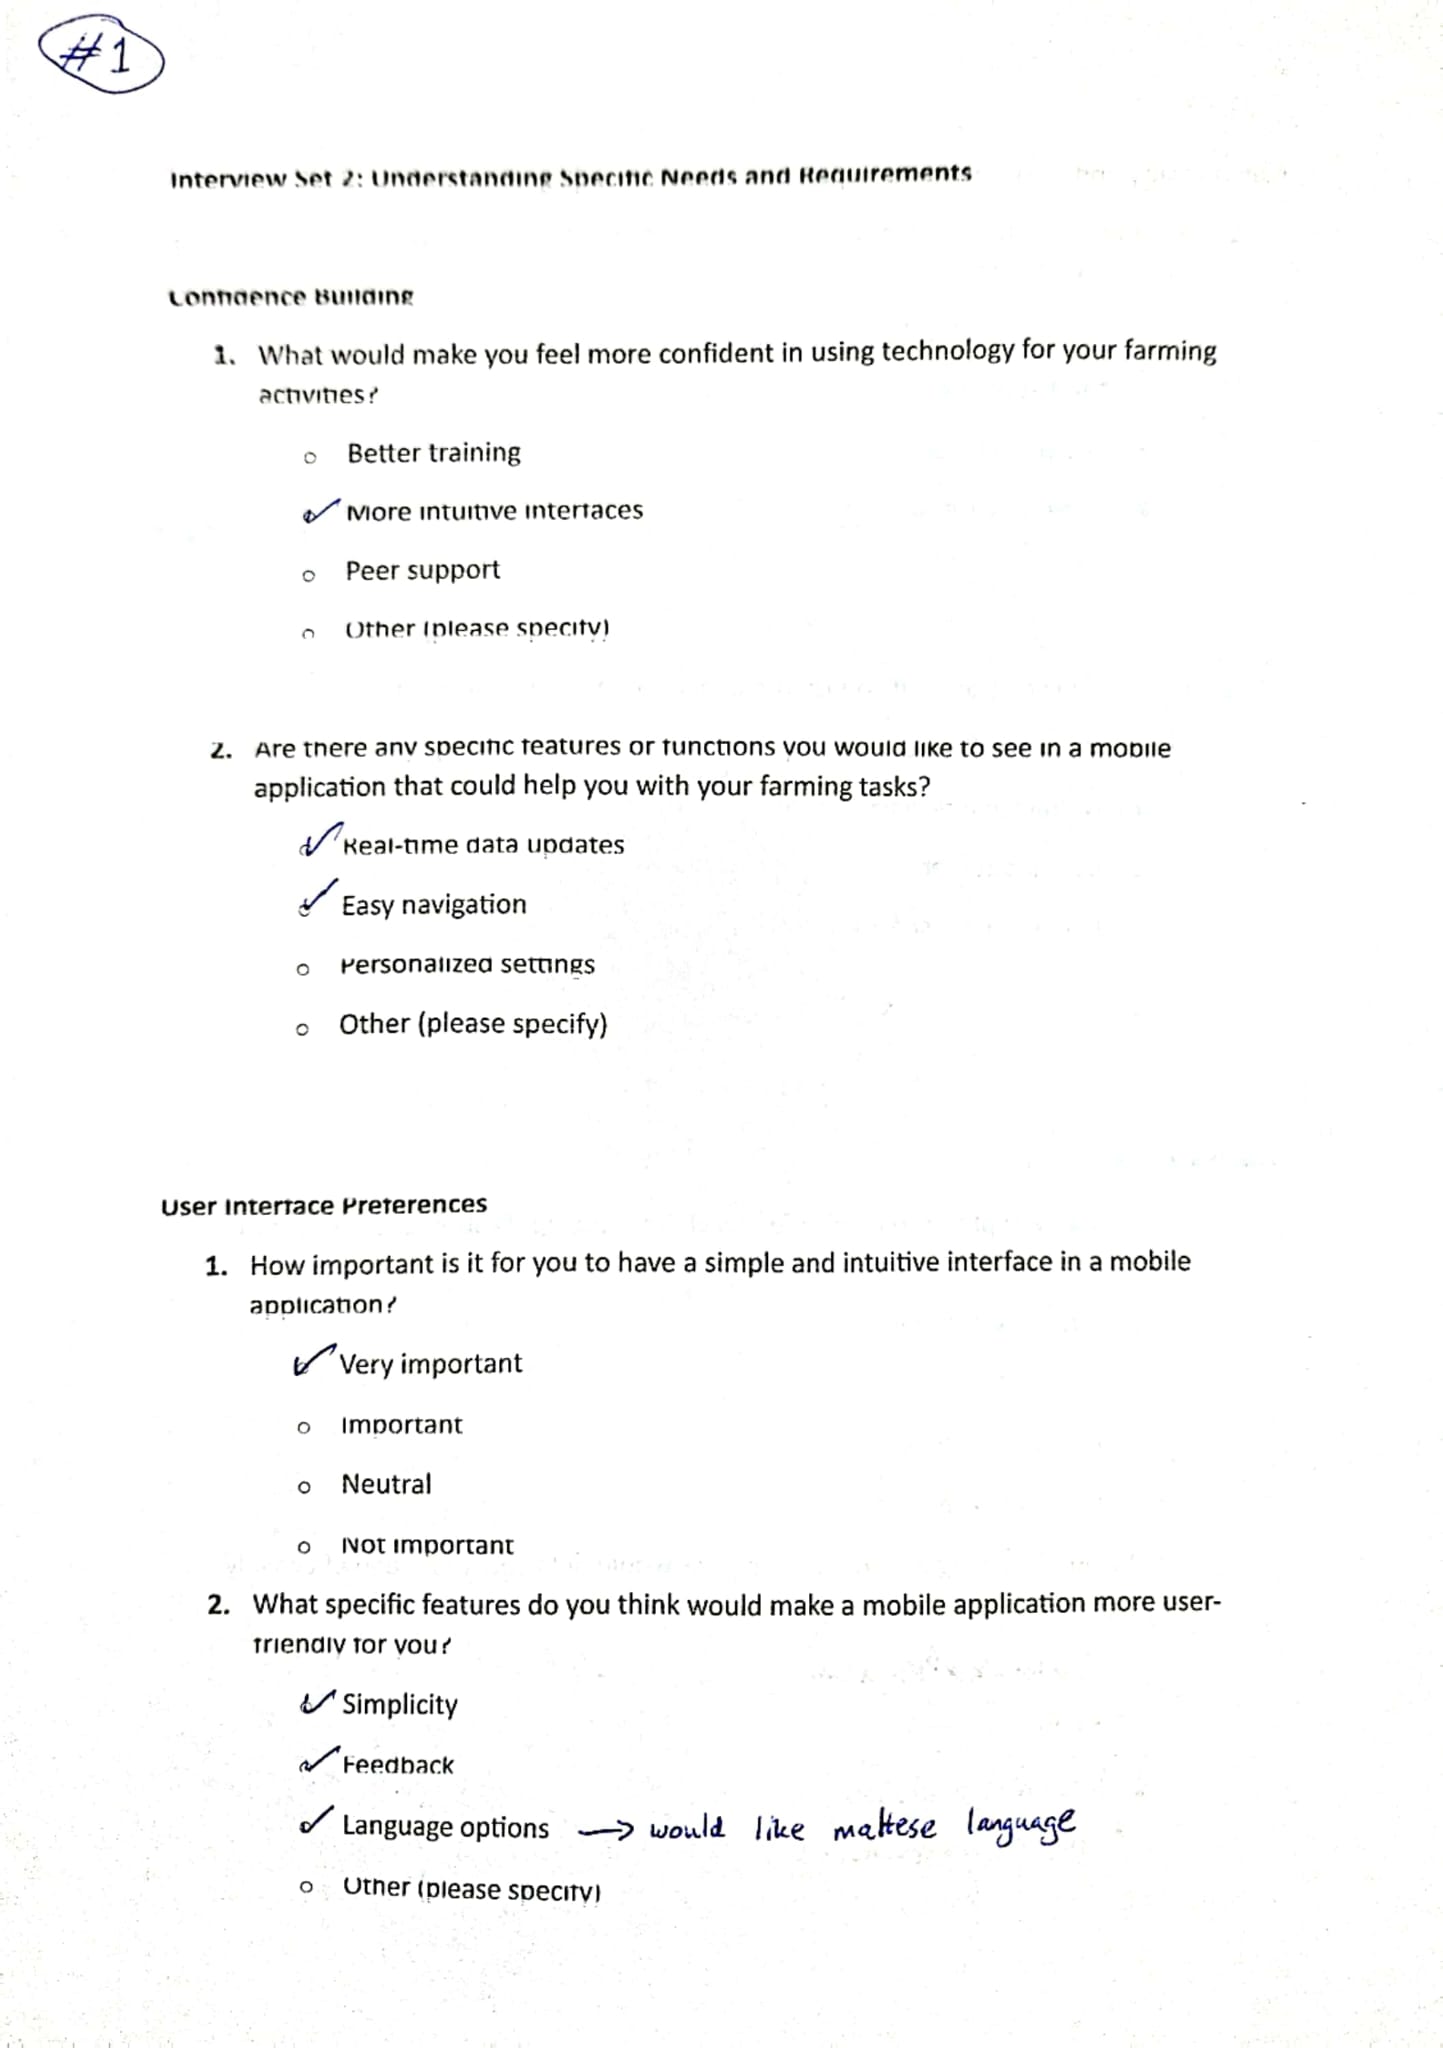 #1
Interview Set 2: Understanding Specific Needs and Requirements
Confidence Building
1. What would make you feel more confident in using technology for your farming
activities?
o Better training
✓ More intuitive interfaces
o Peer support
o Other (please specify)
2. Are there any specific features or functions you would like to see in a mobile
application that could help you with your farming tasks?
✓ Real-time data updates
✓ Easy navigation
o Personalized settings
o Other (please specify)
User Interface Preferences
1. How important is it for you to have a simple and intuitive interface in a mobile
application?
✓ Very important
o Important
o Neutral
o Not important
2. What specific features do you think would make a mobile application more user-
friendly for you?
✓ Simplicity
✓ Feedback
✓ Language options → would like maltese language
o Other (please specify)